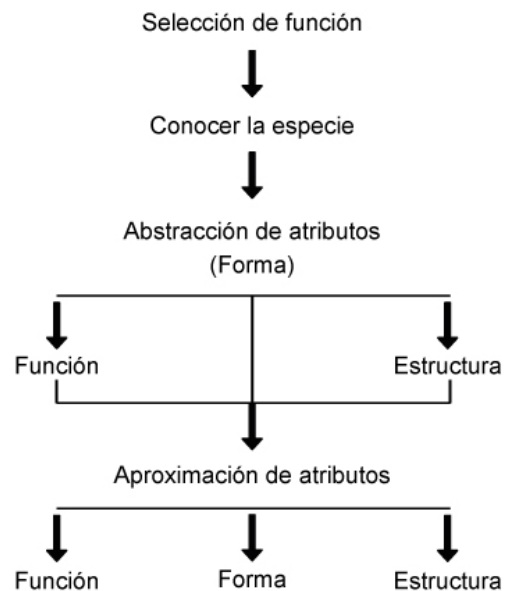 Selección de función
Conocer la especie
Abstracción de atributos
(Forma)
Función
Estructura
Aproximación de atributos
Función
Forma
Estructura